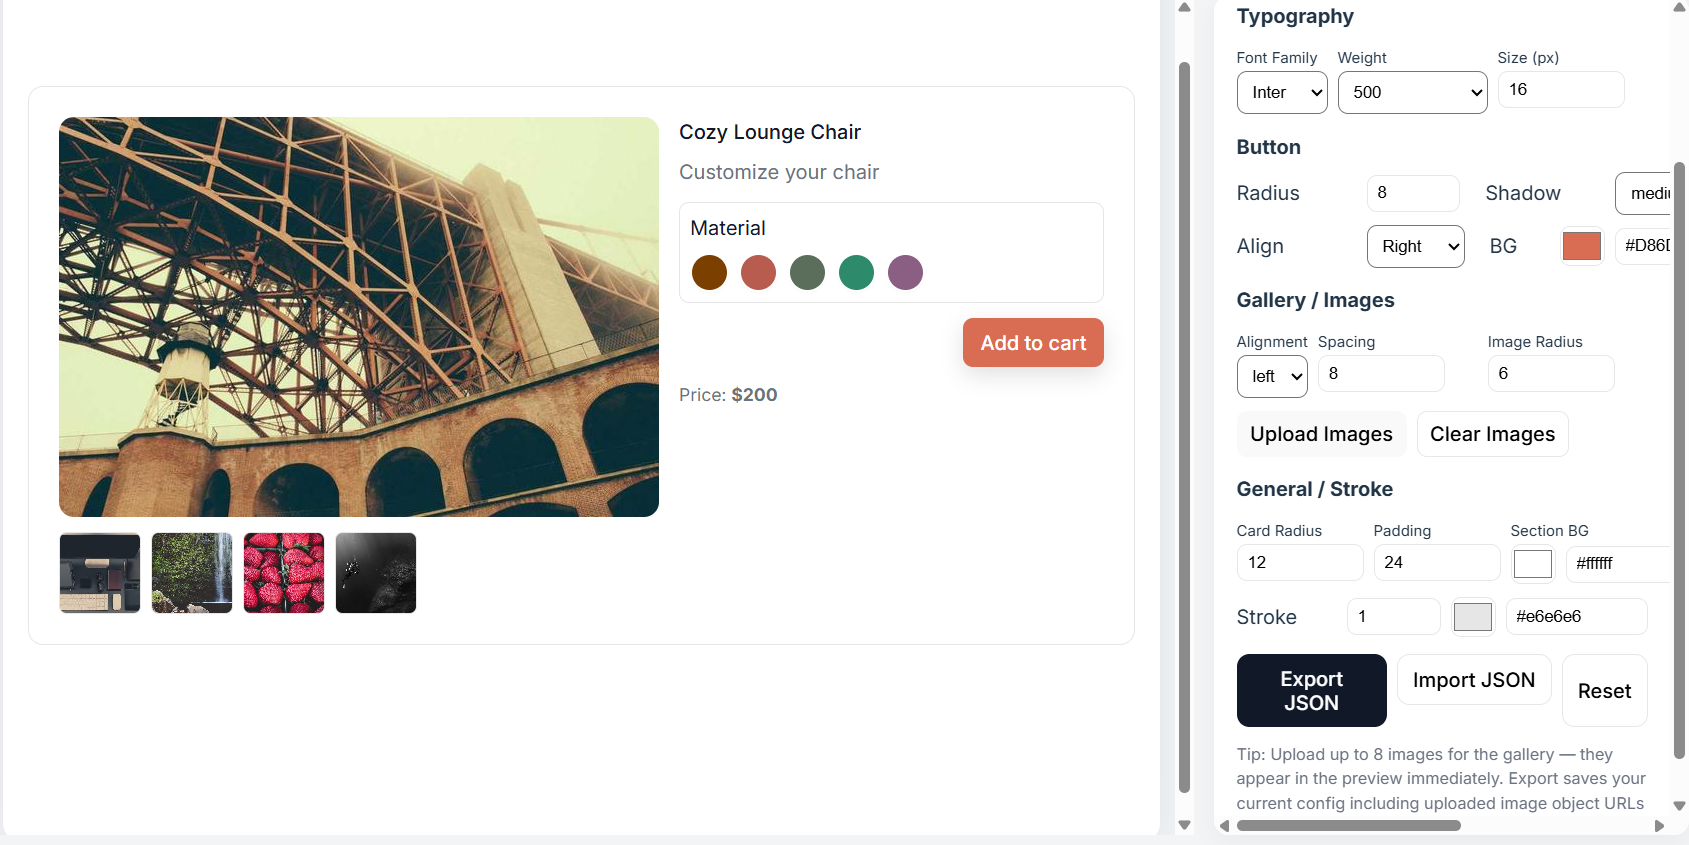 Cozy Lounge Chair
Customize your chair
Material
Add to cart
Price: $200
Typography
Font Family Weight Size (px)
Inter 500 16
Button
Radius 8 Shadow
Align Right BG
Gallery / Images
Alignment Spacing Image Radius
left 8 6
Upload Images Clear Images
General / Stroke
Card Radius Padding Section BG
12 24 #ffffff
Stroke 1 #e6e6e6
Export
JSON
Import JSON Reset
Tip: Upload up to 8 images for the gallery — they
appear in the preview immediately. Export saves your
current config including uploaded image object URLs